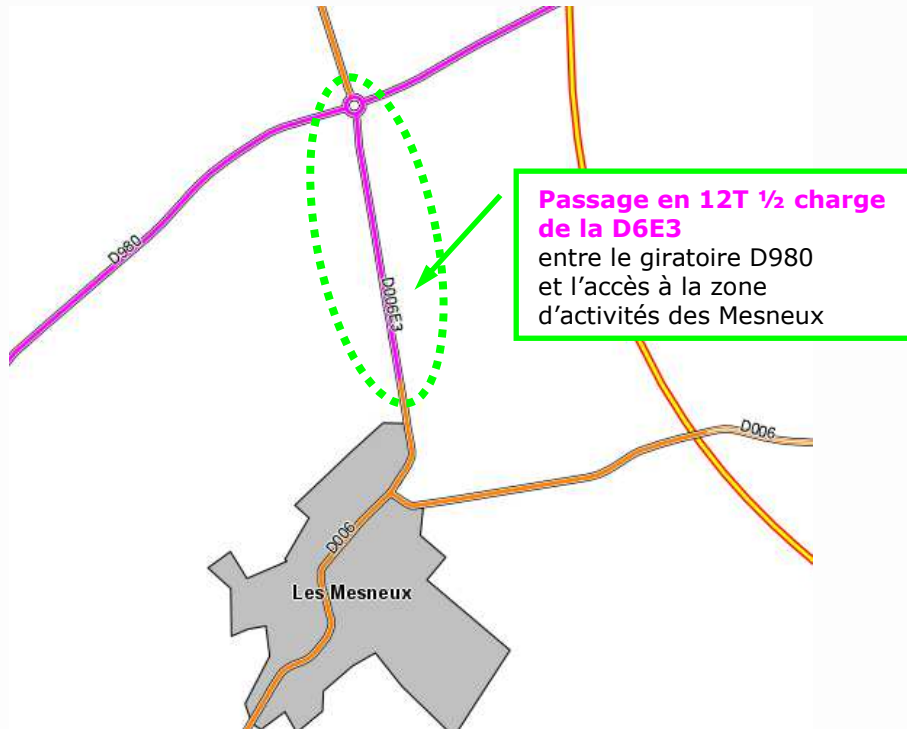 Passage en 12T ½ charge
de la D6E3
entre le giratoire D980
et l'accès à la zone
d'activités des Mesneux
D980
D006E3
D006
D006
Les Mesneux